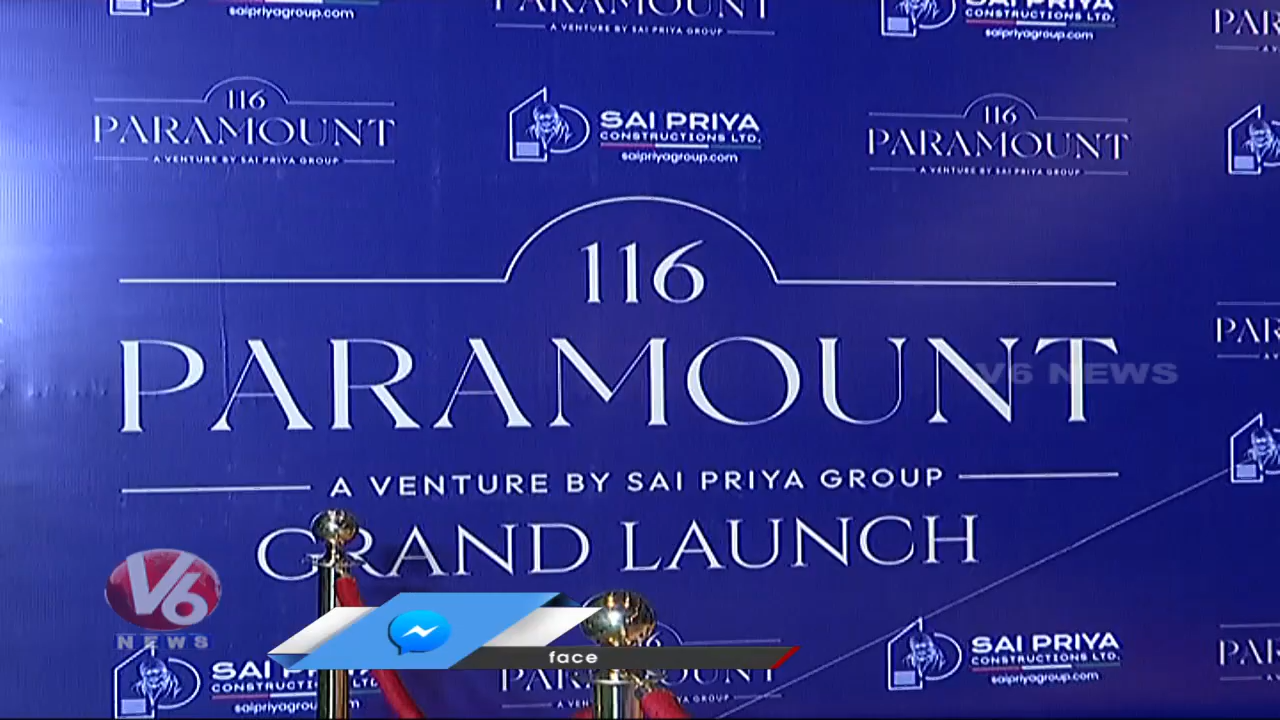 saipriyagroup.com
PARAMOUNT
A VENTURE BY SAI PRIYA GROUP
SAI PRIYA
CONSTRUCTIONS LTD.
saipriyagroup.com
116
PARAMOUNT
A VENTURE BY SAI PRIYA GROUP
SAI PRIYA
CONSTRUCTIONS LTD.
saipriyagroup.com
116
PARAMOUNT
A VENTURE BY SAI PRIYA GROUP
116
PARAMOUNT
V6 NEWS
A VENTURE BY SAI PRIYA GROUP
GRAND LAUNCH
V6
NEWS
face
SAI PRIYA
CONSTRUCTIONS LTD.
saipriyagroup.com
SAI PRIYA
CONSTRUCTIONS LTD.
saipriyagroup.com